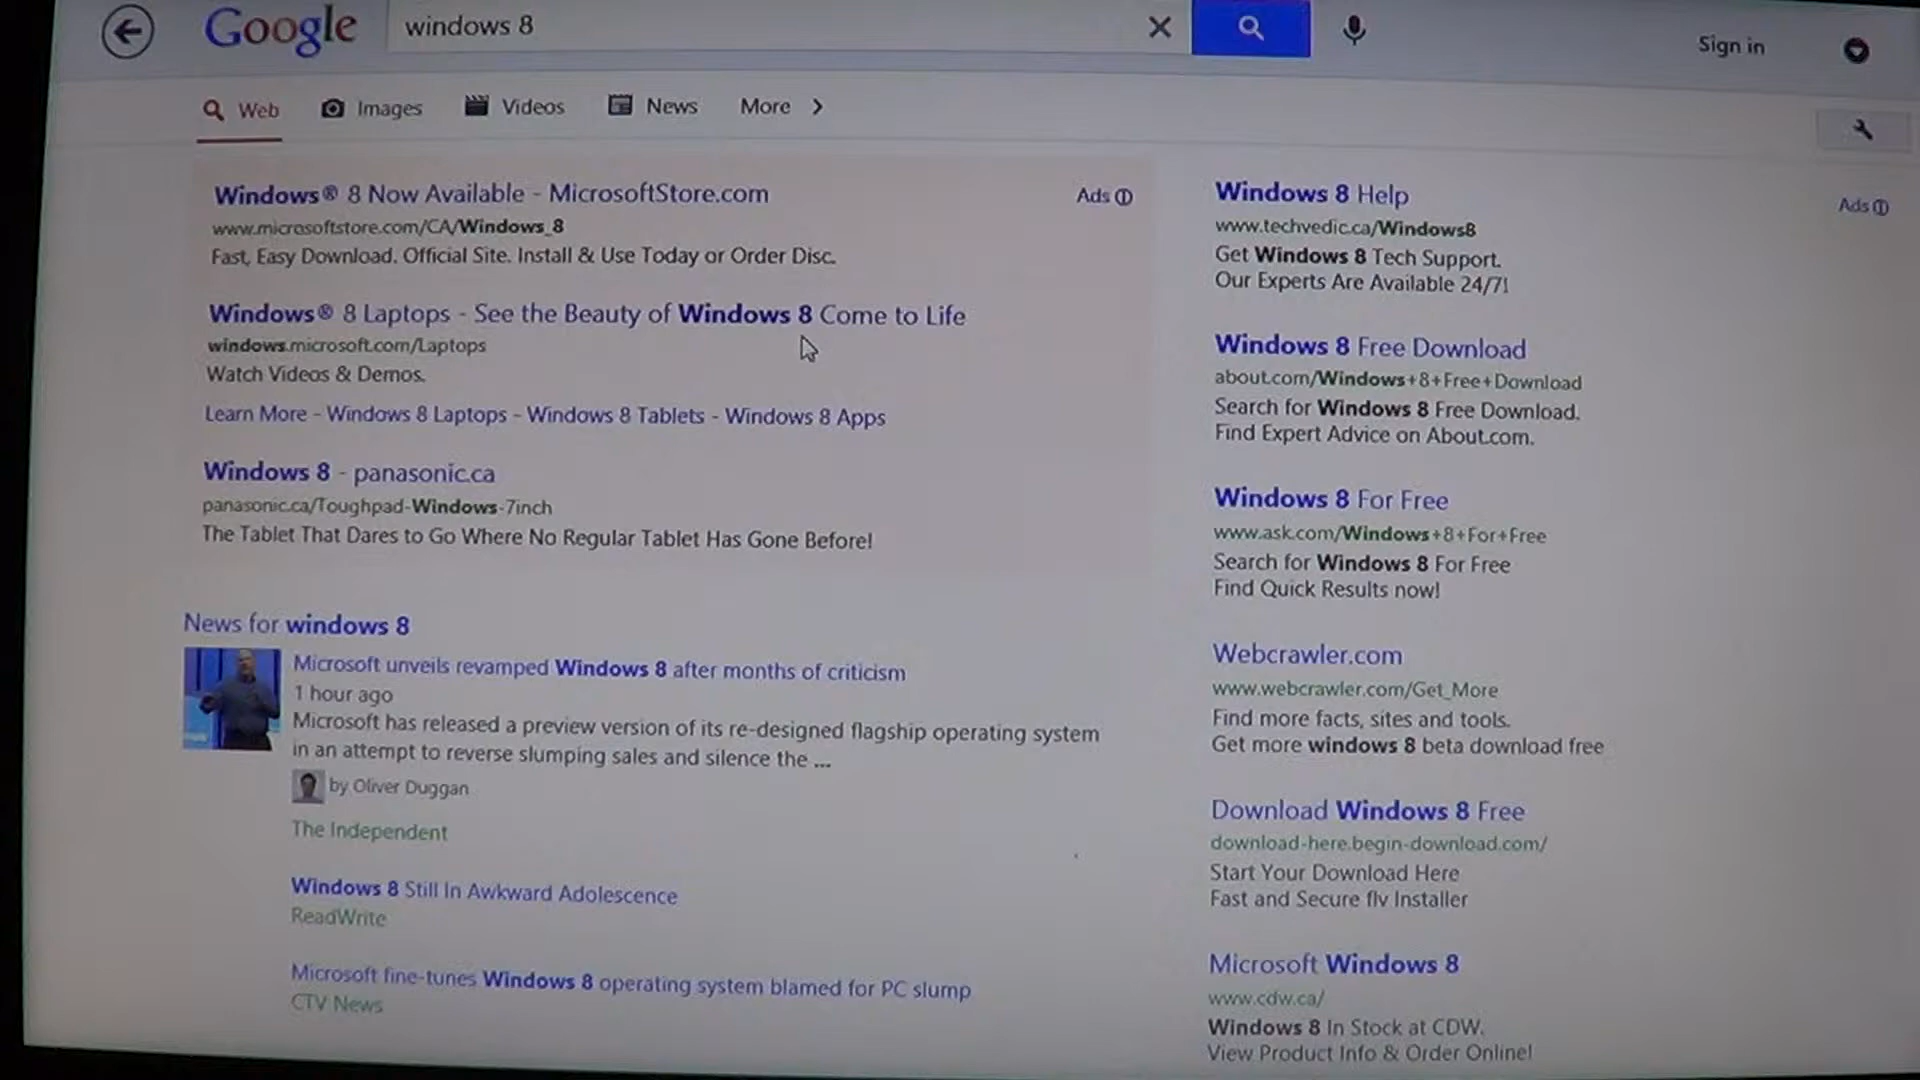 Google
windows 8
Sign in
Web Images Videos News More
Windows® 8 Now Available - MicrosoftStore.com
Ads
www.microsoftstore.com/CA/Windows_8
Fast, Easy Download. Official Site. Install & Use Today or Order Disc.
Windows® 8 Laptops - See the Beauty of Windows 8 Come to Life
windows.microsoft.com/Laptops
Watch Videos & Demos.
Learn More - Windows 8 Laptops - Windows 8 Tablets - Windows 8 Apps
Windows 8 - panasonic.ca
panasonic.ca/Toughpad-Windows-7inch
The Tablet That Dares to Go Where No Regular Tablet Has Gone Before!
News for windows 8
Microsoft unveils revamped Windows 8 after months of criticism
1 hour ago
Microsoft has released a preview version of its re-designed flagship operating system
in an attempt to reverse slumping sales and silence the ...
by Oliver Duggan
The Independent
Windows 8 Still In Awkward Adolescence
ReadWrite
Microsoft fine-tunes Windows 8 operating system blamed for PC slump
CTV News
Windows 8 Help
Ads
www.techvedic.ca/Windows8
Get Windows 8 Tech Support.
Our Experts Are Available 24/7!
Windows 8 Free Download
about.com/Windows+8+Free+Download
Search for Windows 8 Free Download.
Find Expert Advice on About.com.
Windows 8 For Free
www.ask.com/Windows+8+For+Free
Search for Windows 8 For Free
Find Quick Results now!
Webcrawler.com
www.webcrawler.com/Get_More
Find more facts, sites and tools.
Get more windows 8 beta download free
Download Windows 8 Free
download-here.begin-download.com/
Start Your Download Here
Fast and Secure flv Installer
Microsoft Windows 8
www.cdw.ca/
Windows 8 In Stock at CDW.
View Product Info & Order Online!